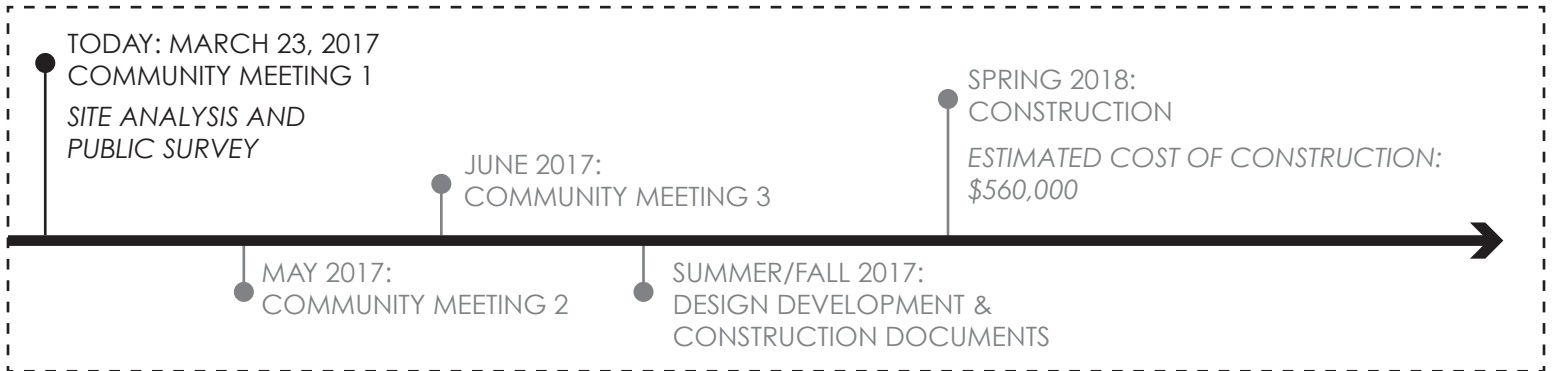 TODAY: MARCH 23, 2017
COMMUNITY MEETING 1
SITE ANALYSIS AND
PUBLIC SURVEY
MAY 2017:
COMMUNITY MEETING 2
JUNE 2017:
COMMUNITY MEETING 3
SUMMER/FALL 2017:
DESIGN DEVELOPMENT &
CONSTRUCTION DOCUMENTS
SPRING 2018:
CONSTRUCTION
ESTIMATED COST OF CONSTRUCTION:
$560,000